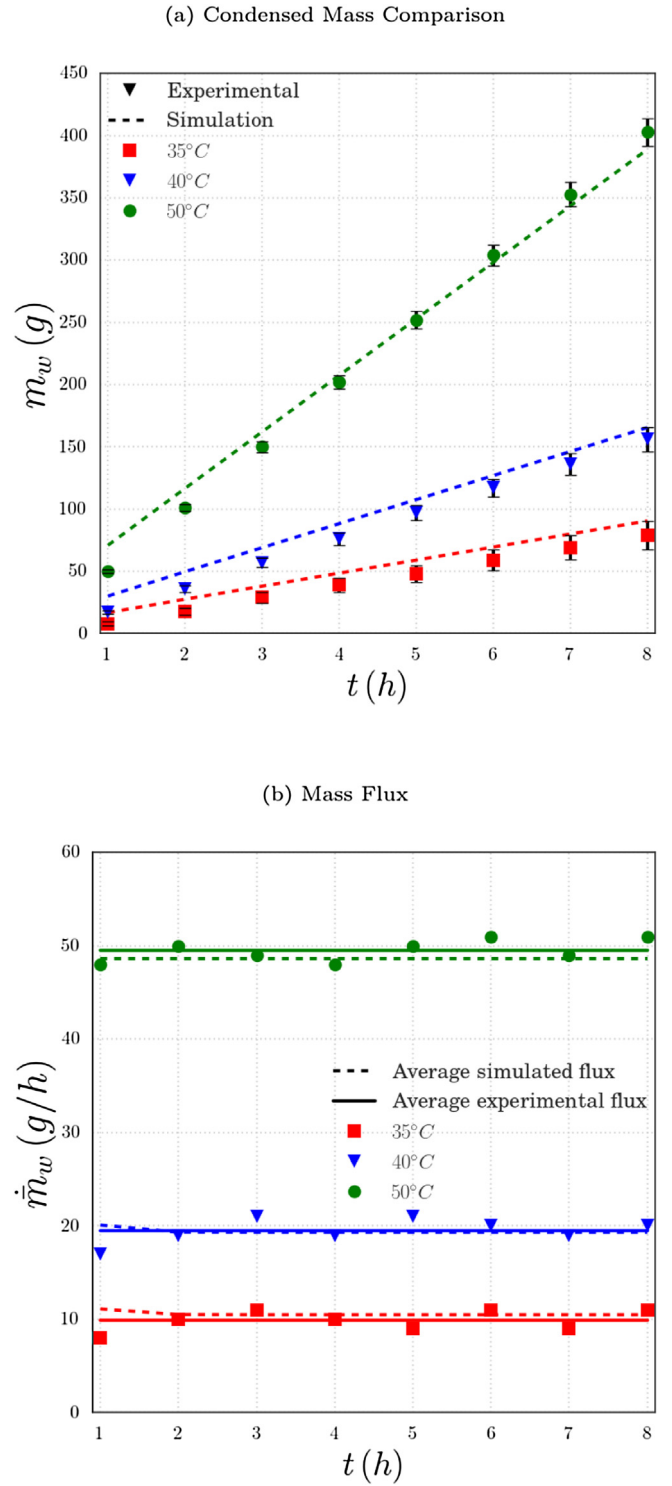 (a) Condensed Mass Comparison
450
400
350
300
250
200
150
100
50
0
m_w (g)
Experimental
Simulation
35°C
40°C
50°C
1 2 3 4 5 6 7 8
t (h)
(b) Mass Flux
60
50
40
30
20
10
0
ṁ̄_w (g/h)
Average simulated flux
Average experimental flux
35°C
40°C
50°C
1 2 3 4 5 6 7 8
t (h)